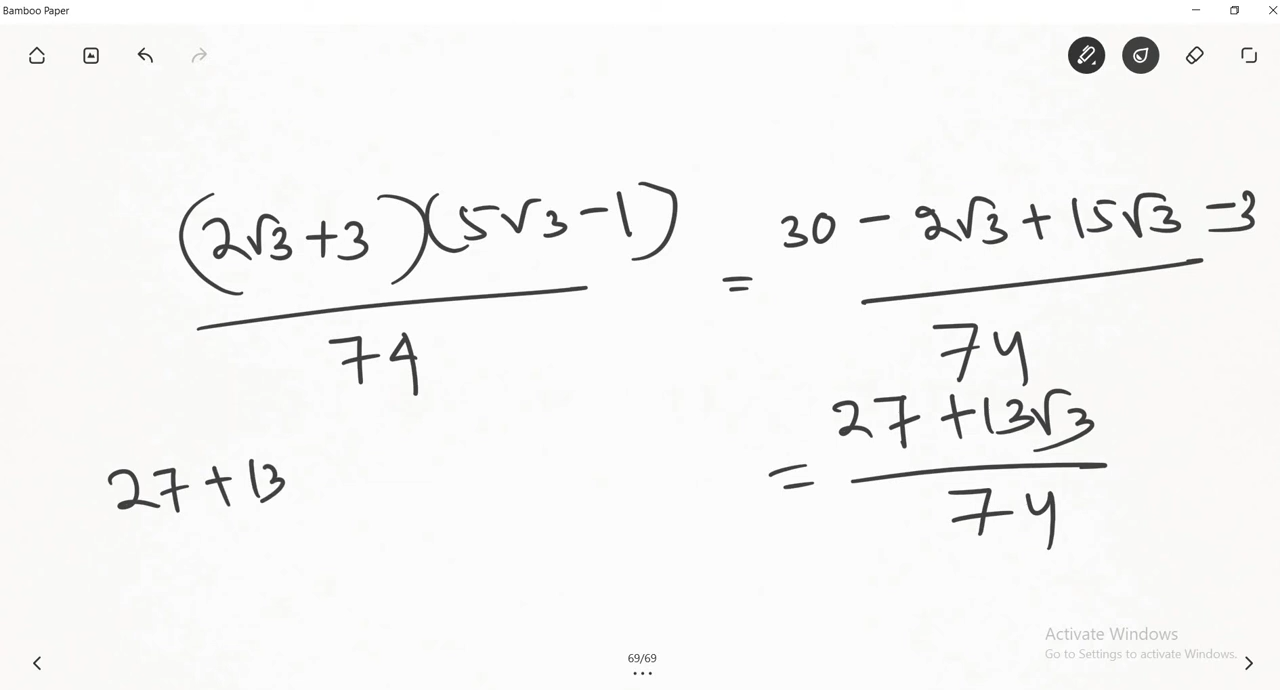 Bamboo Paper
(2√3+3)(5√3-1) / 74 = 30 - 2√3 + 15√3 - 3 / 74
= 27 + 13√3 / 74
27 + 13
69/69
Activate Windows
Go to Settings to activate Windows.